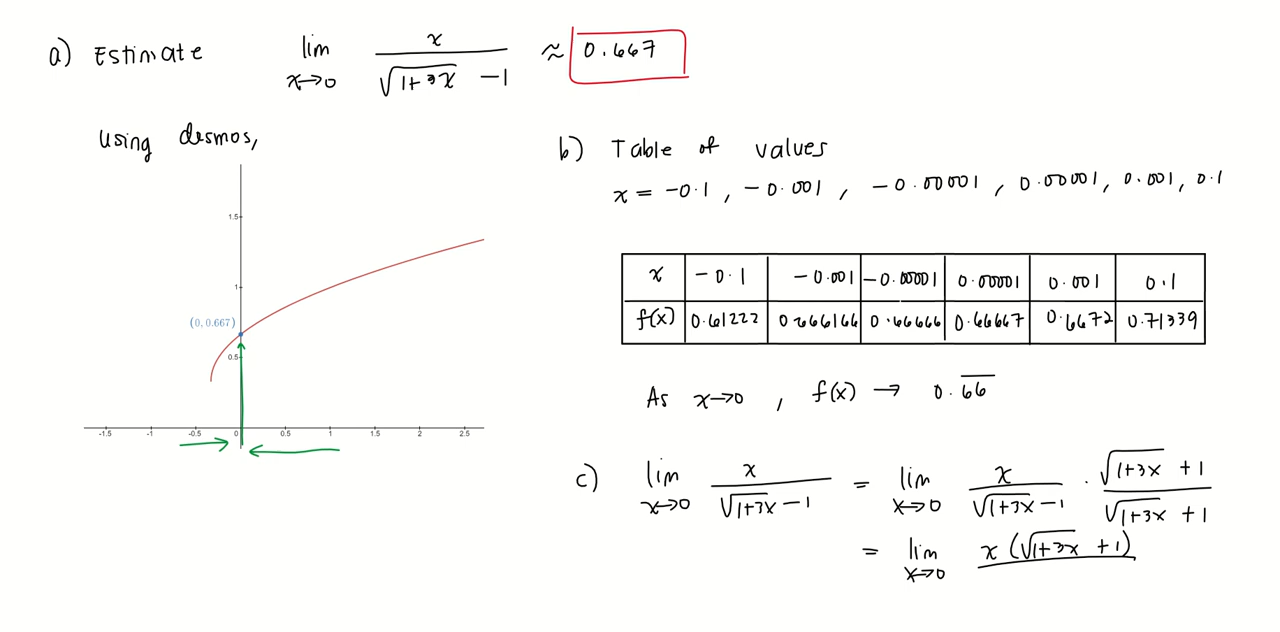 a) Estimate lim x→0 x / √(1+3x) − 1 ≈ 0.667
Using desmos,
1.5
1
(0, 0.667)
0.5
-1.5 -1 -0.5 0 0.5 1 1.5 2 2.5
b) Table of values
x = −0.1, −0.001, −0.00001, 0.00001, 0.001, 0.1
x −0.1 −0.001 −0.00001 0.00001 0.001 0.1
f(x) 0.61222 0.666166 0.66666 0.66667 0.6672 0.71339
As x→0, f(x) → 0.6̅6̅
c) lim x→0 x / √(1+3x) − 1 = lim x→0 x / √(1+3x) − 1 · √(1+3x) + 1 / √(1+3x) + 1
= lim x→0 x (√(1+3x) + 1)